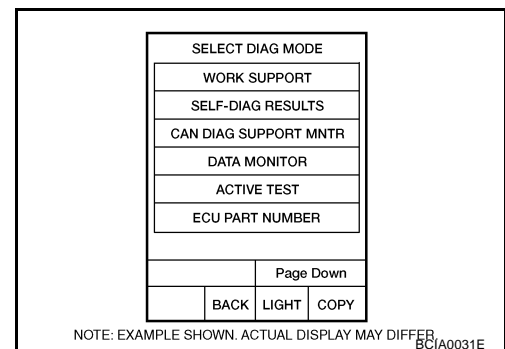 SELECT DIAG MODE
WORK SUPPORT
SELF-DIAG RESULTS
CAN DIAG SUPPORT MNTR
DATA MONITOR
ACTIVE TEST
ECU PART NUMBER
Page Down
BACK LIGHT COPY
NOTE: EXAMPLE SHOWN. ACTUAL DISPLAY MAY DIFFER.
BCIA0031E